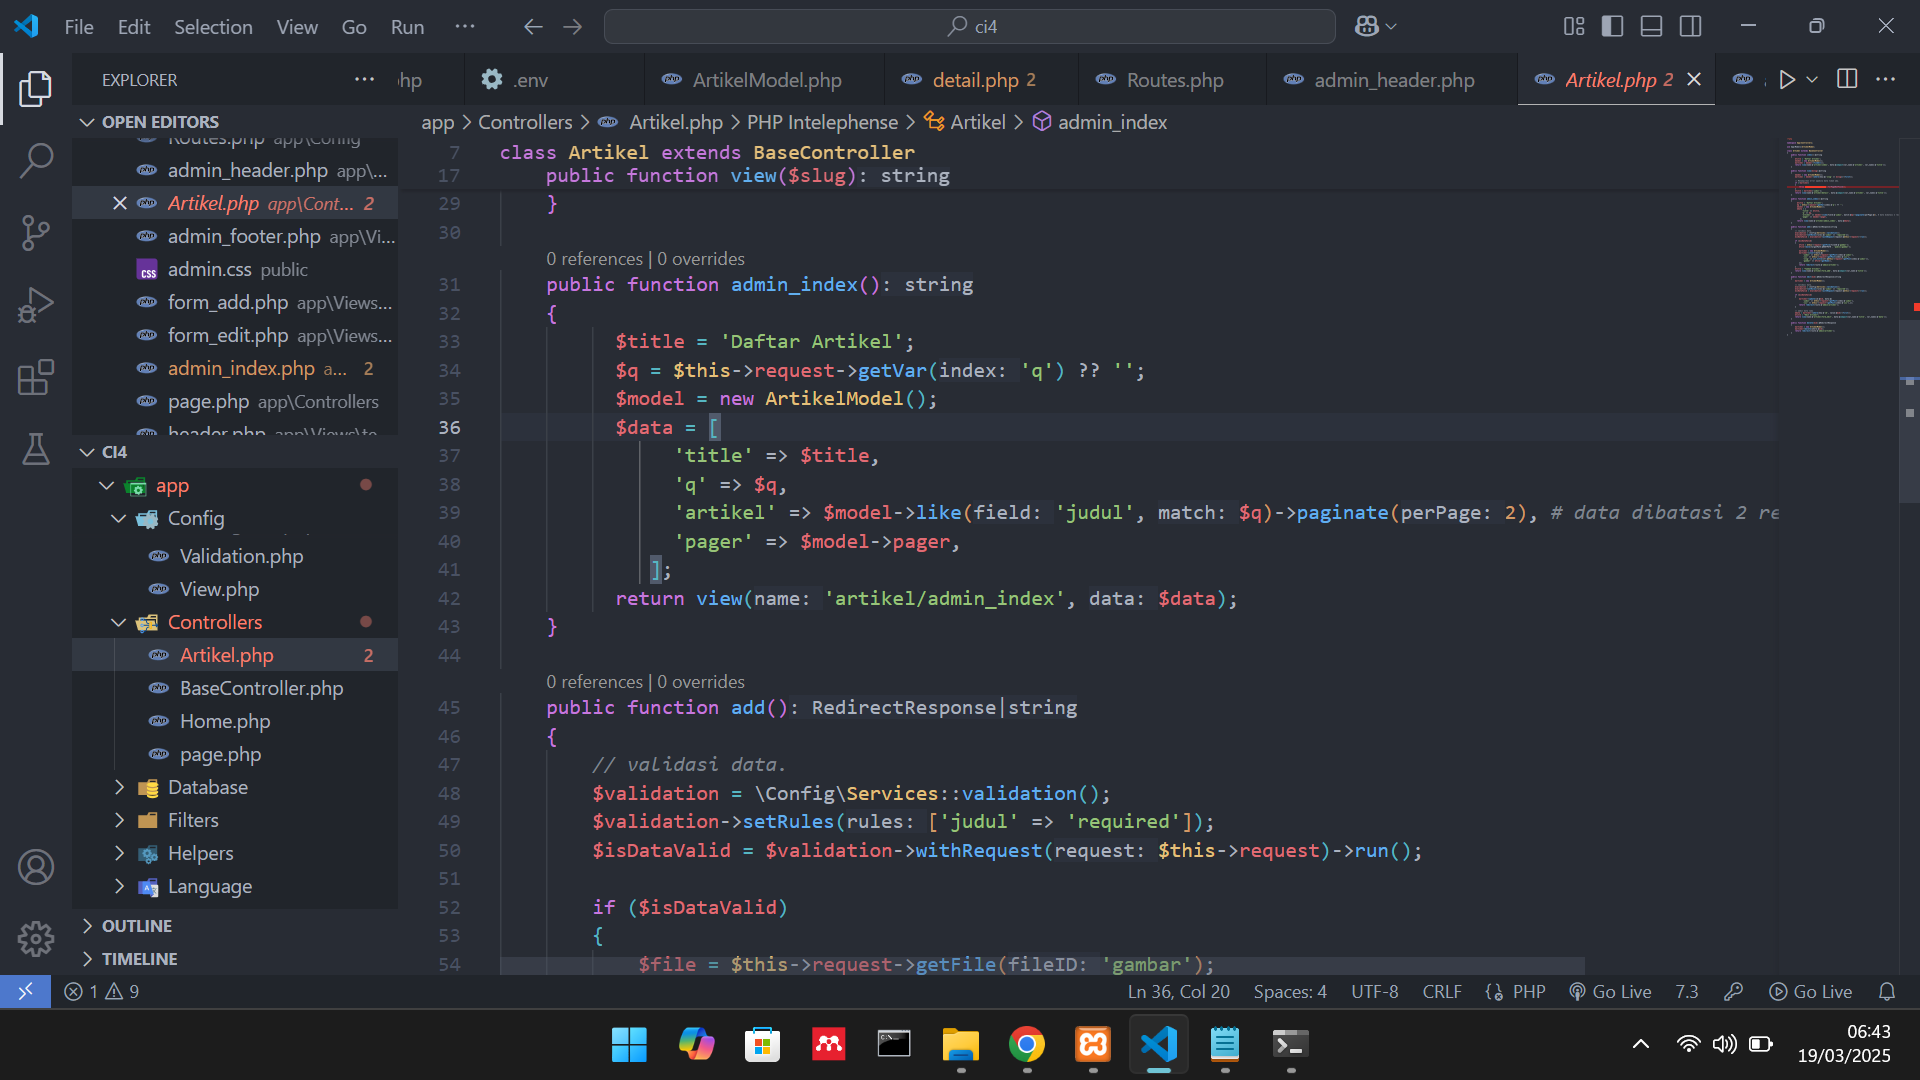 File Edit Selection View Go Run ··· ci4
EXPLORER ···
.env
ArtikelModel.php
detail.php 2
Routes.php
admin_header.php
Artikel.php 2
app > Controllers > Artikel.php > PHP Intelephense > Artikel > admin_index
OPEN EDITORS
Routes.php app\Config
admin_header.php app\...
Artikel.php app\Cont... 2
admin_footer.php app\Vi...
admin.css public
form_add.php app\Views...
form_edit.php app\Views...
admin_index.php a... 2
page.php app\Controllers
header.php app\Views\te
CI4
app
Config
Validation.php
View.php
Controllers
Artikel.php 2
BaseController.php
Home.php
page.php
Database
Filters
Helpers
Language
OUTLINE
TIMELINE
7 class Artikel extends BaseController
17 public function view($slug): string
29 }
30
0 references | 0 overrides
31 public function admin_index(): string
32 {
33 $title = 'Daftar Artikel';
34 $q = $this->request->getVar(index: 'q') ?? '';
35 $model = new ArtikelModel();
36 $data = [
37 'title' => $title,
38 'q' => $q,
39 'artikel' => $model->like(field: 'judul', match: $q)->paginate(perPage: 2), # data dibatasi 2 re
40 'pager' => $model->pager,
41 ];
42 return view(name: 'artikel/admin_index', data: $data);
43 }
44
0 references | 0 overrides
45 public function add(): RedirectResponse|string
46 {
47 // validasi data.
48 $validation = \Config\Services::validation();
49 $validation->setRules(rules: ['judul' => 'required']);
50 $isDataValid = $validation->withRequest(request: $this->request)->run();
51
52 if ($isDataValid)
53 {
54 $file = $this->request->getFile(fileID: 'gambar');
1 9 Ln 36, Col 20 Spaces: 4 UTF-8 CRLF PHP Go Live 7.3 Go Live
06:43
19/03/2025